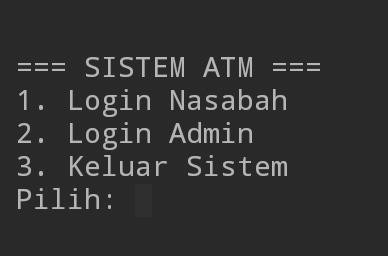 === SISTEM ATM ===
1. Login Nasabah
2. Login Admin
3. Keluar Sistem
Pilih: